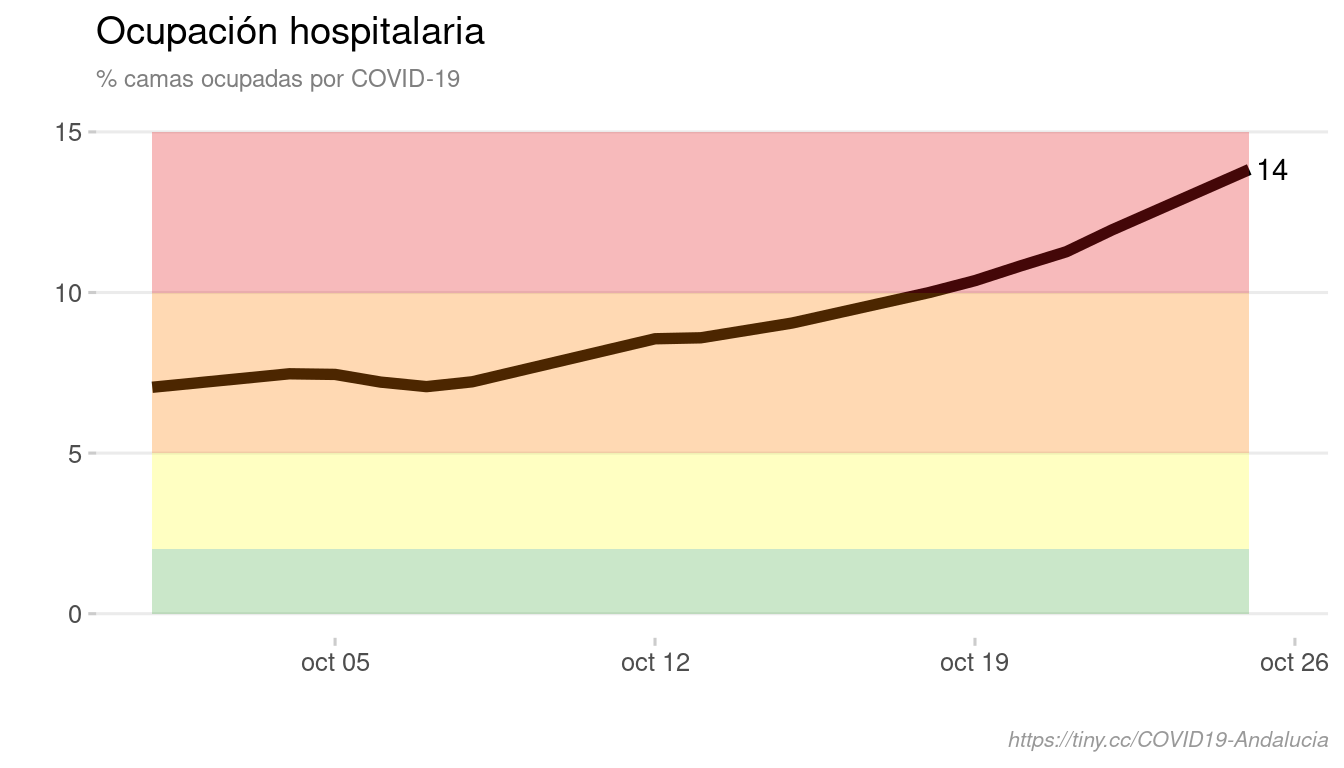 Ocupación hospitalaria
% camas ocupadas por COVID-19
15
14
10
5
0
oct 05 oct 12 oct 19 oct 26
https://tiny.cc/COVID19-Andalucia